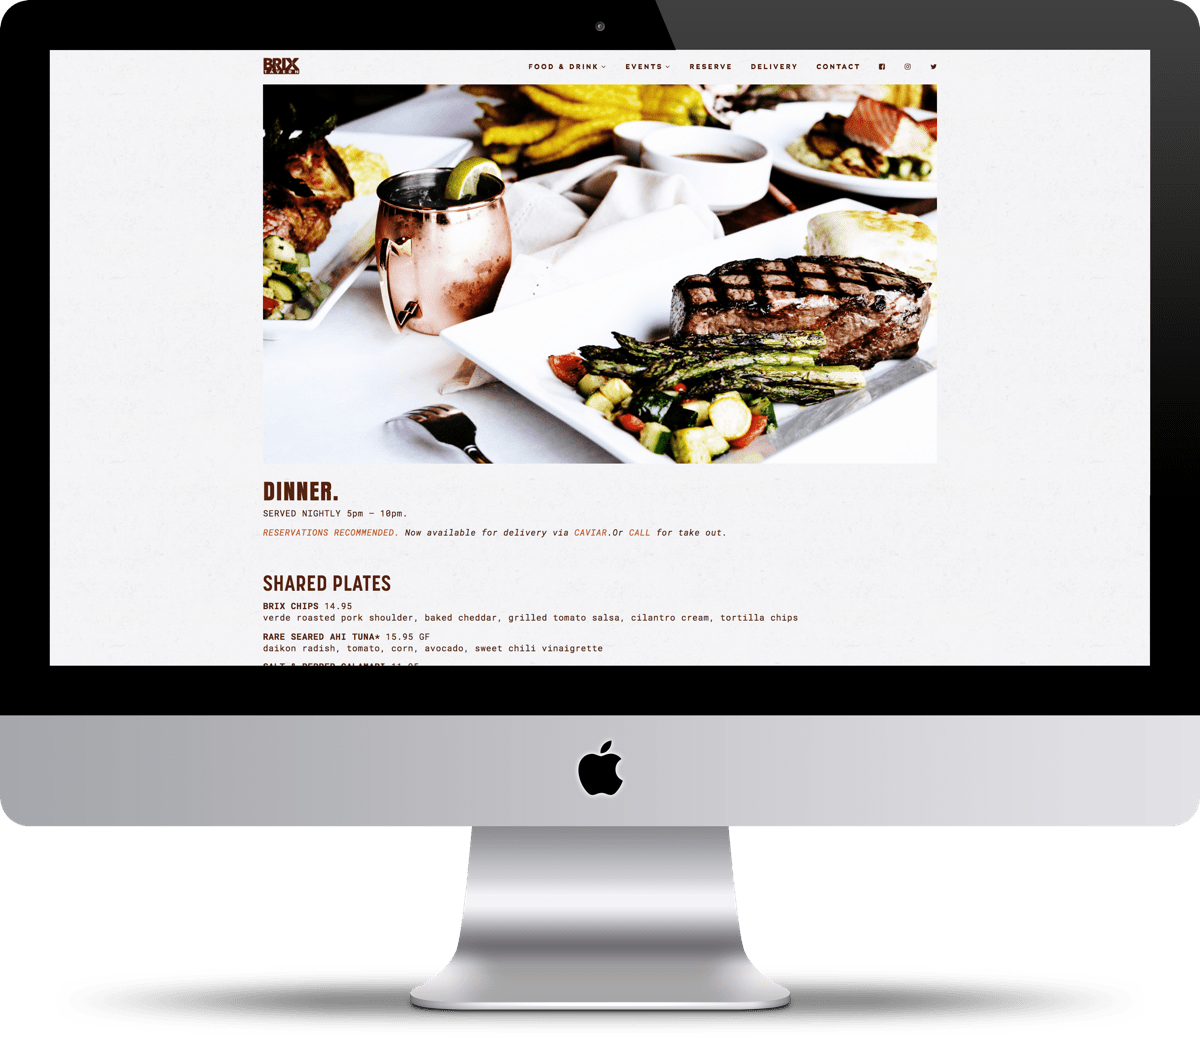 BRIX
TAVERN
FOOD & DRINK
EVENTS
RESERVE
DELIVERY
CONTACT
DINNER.
SERVED NIGHTLY 5pm – 10pm.
RESERVATIONS RECOMMENDED. Now available for delivery via CAVIAR.Or CALL for take out.
SHARED PLATES
BRIX CHIPS 14.95
verde roasted pork shoulder, baked cheddar, grilled tomato salsa, cilantro cream, tortilla chips
RARE SEARED AHI TUNA* 15.95 GF
daikon radish, tomato, corn, avocado, sweet chili vinaigrette
SALT & PEPPER CALAMARI